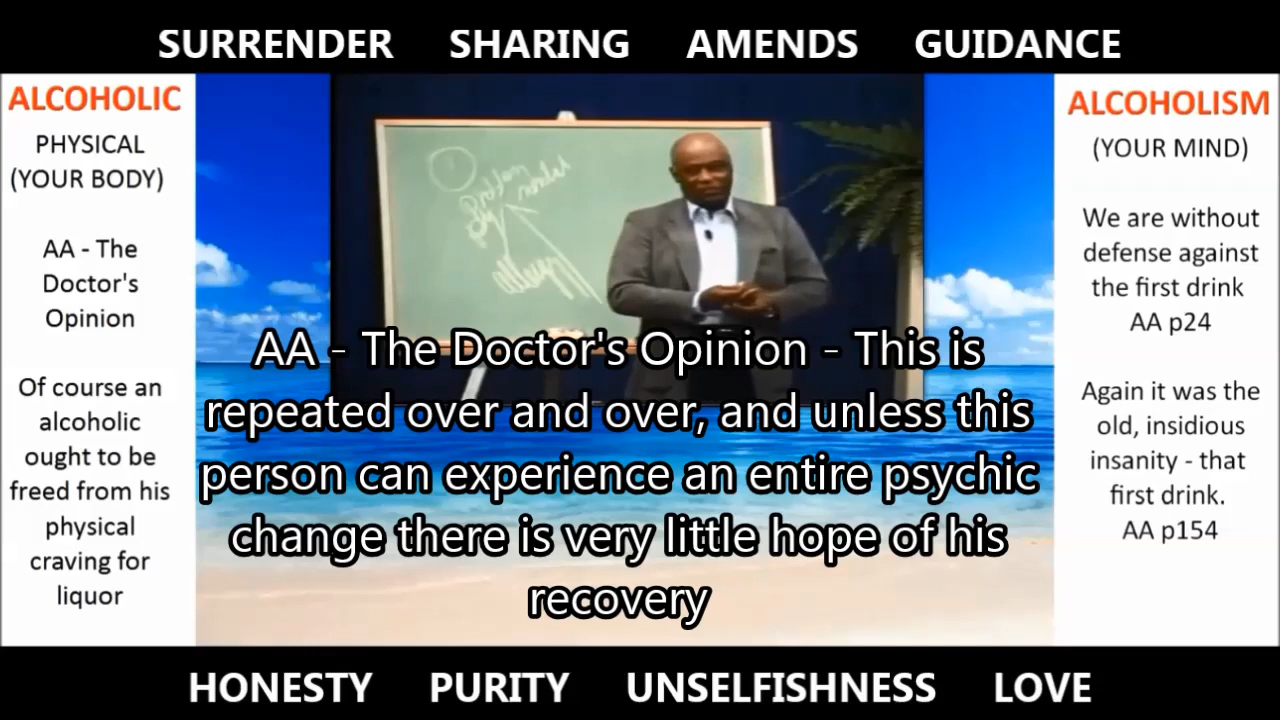 SURRENDER SHARING AMENDS GUIDANCE
ALCOHOLIC
PHYSICAL
(YOUR BODY)
AA - The
Doctor's
Opinion
Of course an
alcoholic
ought to be
freed from his
physical
craving for
liquor
AA - The Doctor's Opinion - This is
repeated over and over, and unless this
person can experience an entire psychic
change there is very little hope of his
recovery
ALCOHOLISM
(YOUR MIND)
We are without
defense against
the first drink
AA p24
Again it was the
old, insidious
insanity - that
first drink.
AA p154
HONESTY PURITY UNSELFISHNESS LOVE